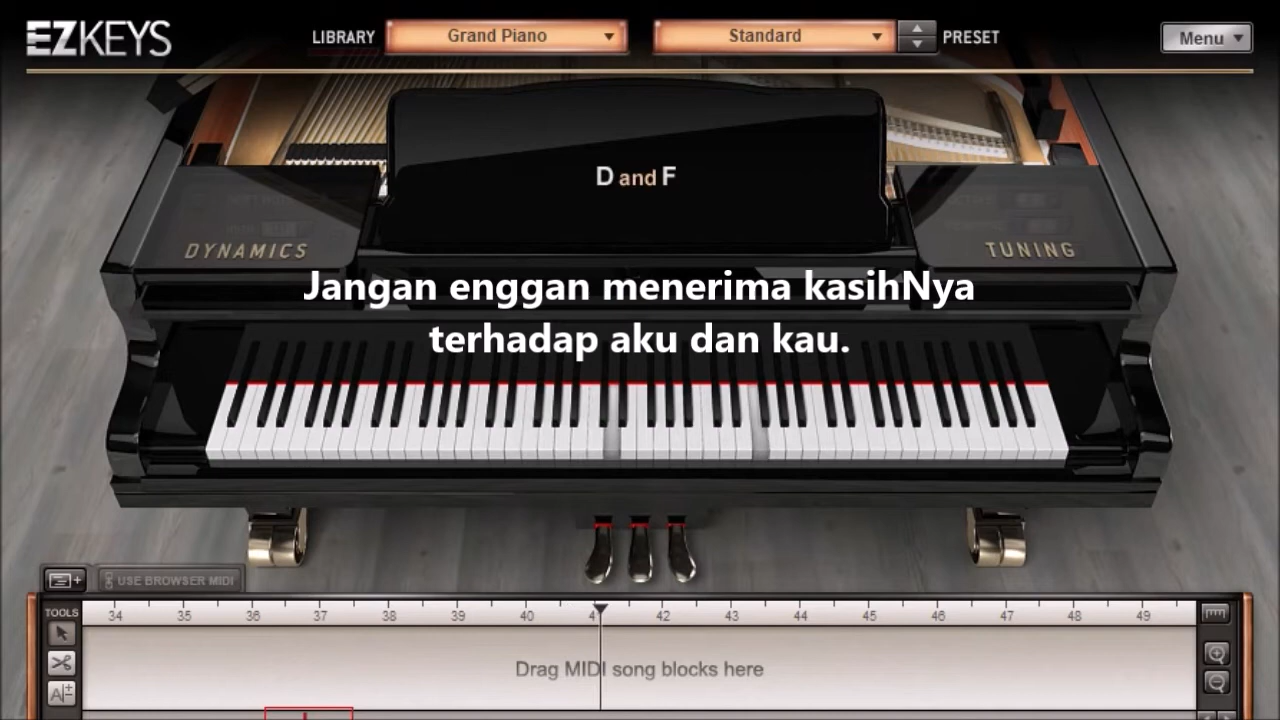 EZKEYS
LIBRARY
Grand Piano
Standard
PRESET
Menu
D and F
DYNAMICS
TUNING
Jangan enggan menerima kasihNya
terhadap aku dan kau.
USE BROWSER MIDI
TOOLS
34 35 36 37 38 39 40 41 42 43 44 45 46 47 48 49
Drag MIDI song blocks here